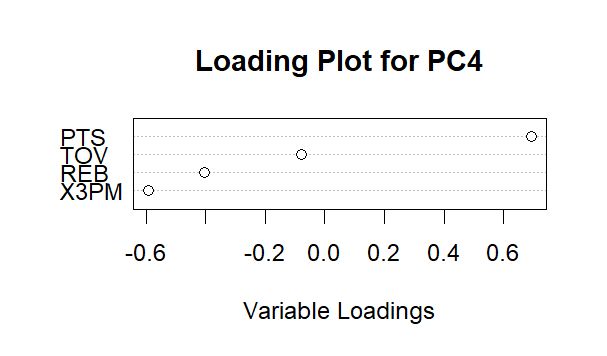 Loading Plot for PC4
PTS
TOV
REB
X3PM
-0.6 -0.2 0.0 0.2 0.4 0.6
Variable Loadings